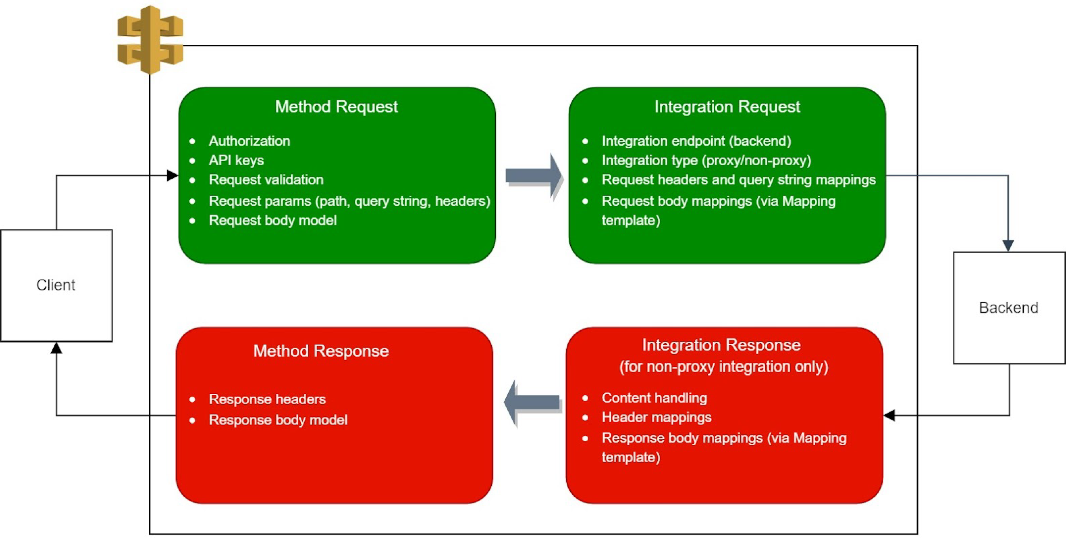 Method Request
Authorization
API keys
Request validation
Request params (path, query string, headers)
Request body model
Integration Request
Integration endpoint (backend)
Integration type (proxy/non-proxy)
Request headers and query string mappings
Request body mappings (via Mapping
template)
Client
Backend
Method Response
Response headers
Response body model
Integration Response
(for non-proxy integration only)
Content handling
Header mappings
Response body mappings (via Mapping
template)